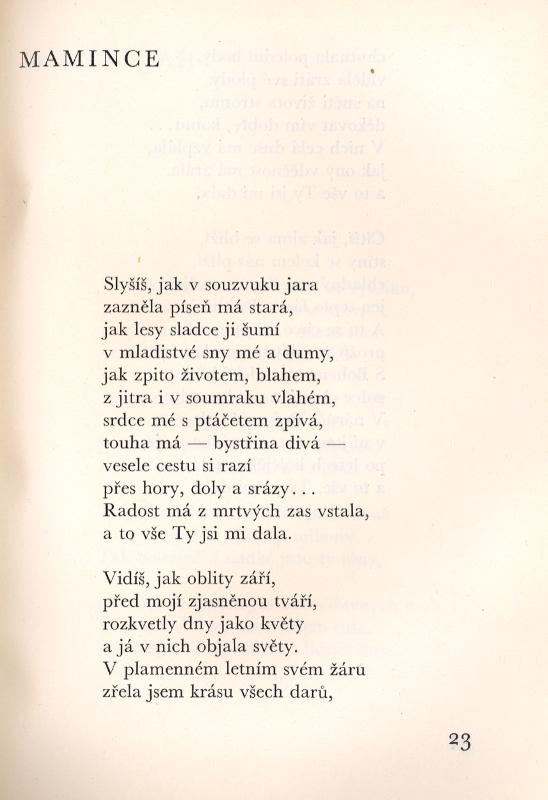 MAMINCE
Slyšíš, jak v souzvuku jara
zazněla píseň má stará,
jak lesy sladce ji šumí
v mladistvé sny mé a dumy,
jak zpito životem, blahem,
z jitra i v soumraku vlahém,
srdce mé s ptáčetem zpívá,
touha má — bystřina divá —
vesele cestu si razí
přes hory, doly a srázy...
Radost má z mrtvých zas vstala,
a to vše Ty jsi mi dala.
Vidíš, jak oblity září,
před mojí zjasněnou tváří,
rozkvetly dny jako květy
a já v nich objala světy.
V plamenném letním svém žáru
zřela jsem krásu všech darů,
23